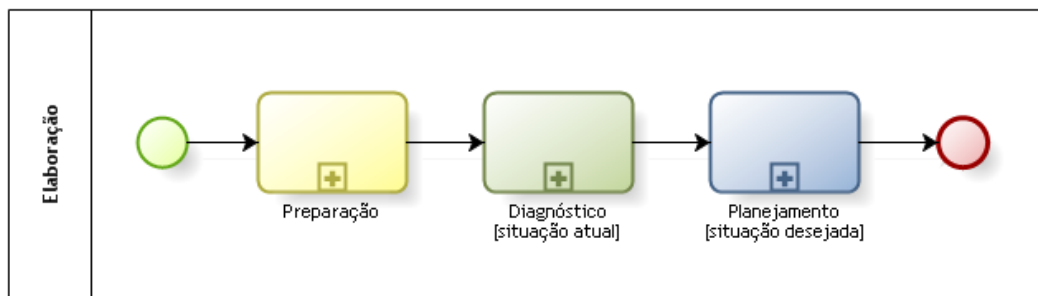 Elaboração
Preparação
Diagnóstico
[situação atual]
Planejamento
[situação desejada]